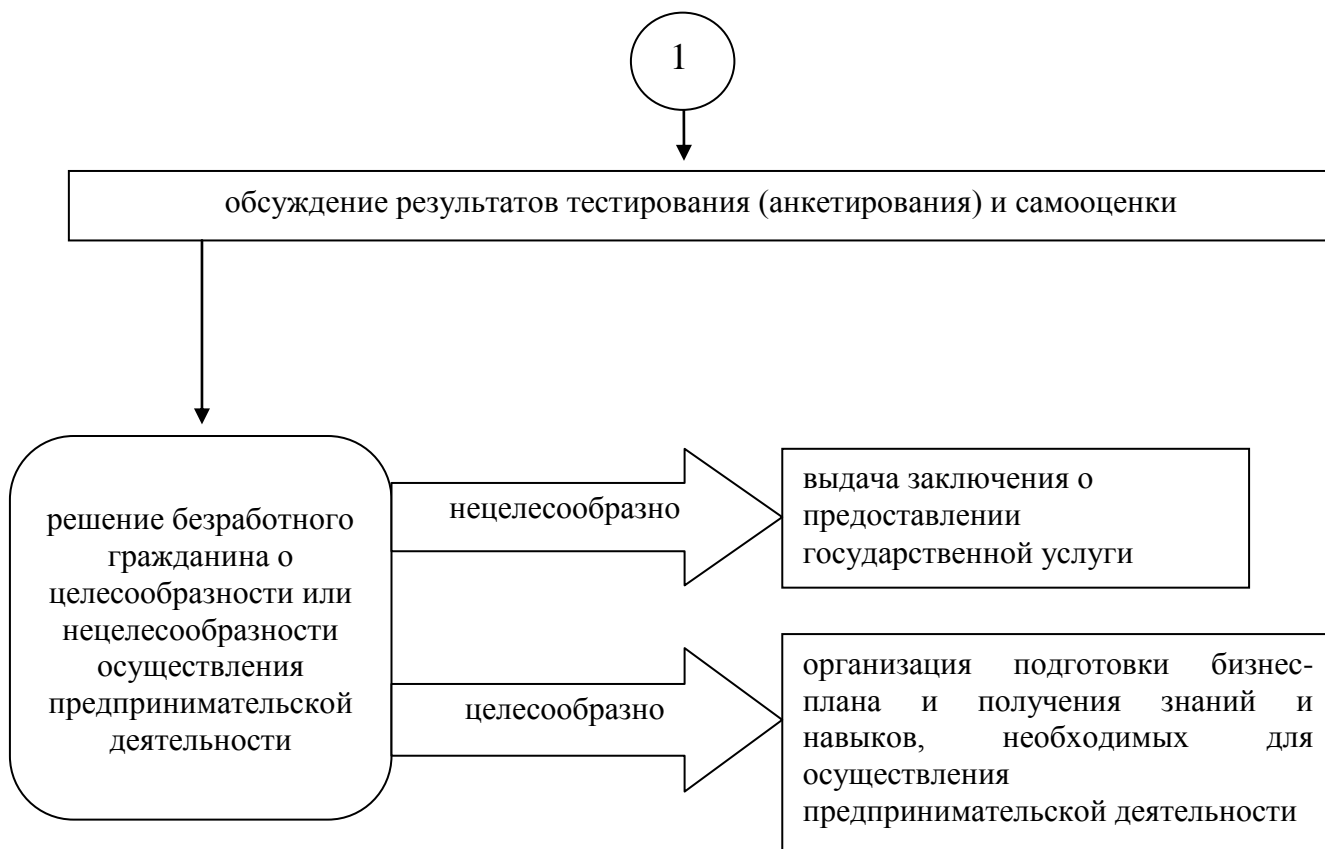 1
обсуждение результатов тестирования (анкетирования) и самооценки
решение безработного
гражданина о
целесообразности или
нецелесообразности
осуществления
предпринимательской
деятельности
нецелесообразно
выдача заключения о
предоставлении
государственной услуги
целесообразно
организация подготовки бизнес-
плана и получения знаний и
навыков, необходимых для
осуществления
предпринимательской деятельности